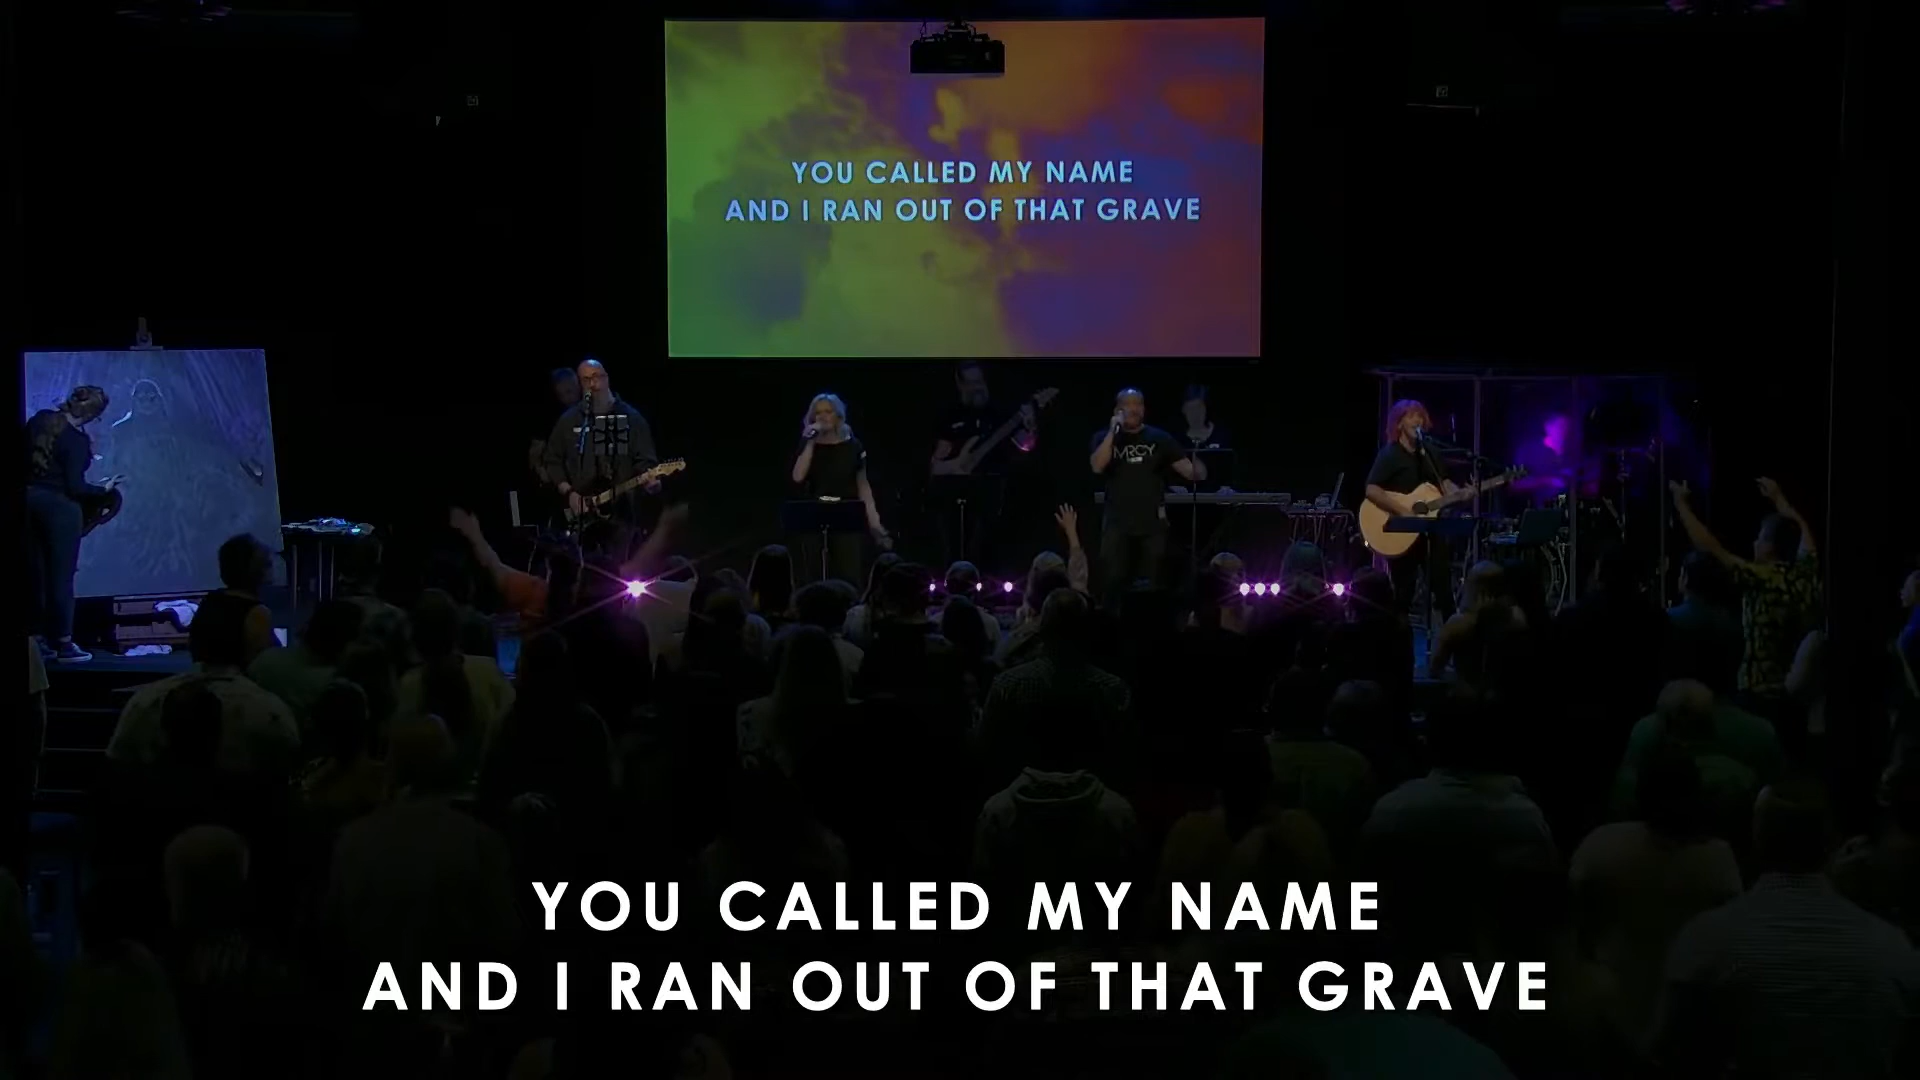 YOU CALLED MY NAME
AND I RAN OUT OF THAT GRAVE
MRCY
YOU CALLED MY NAME
AND I RAN OUT OF THAT GRAVE